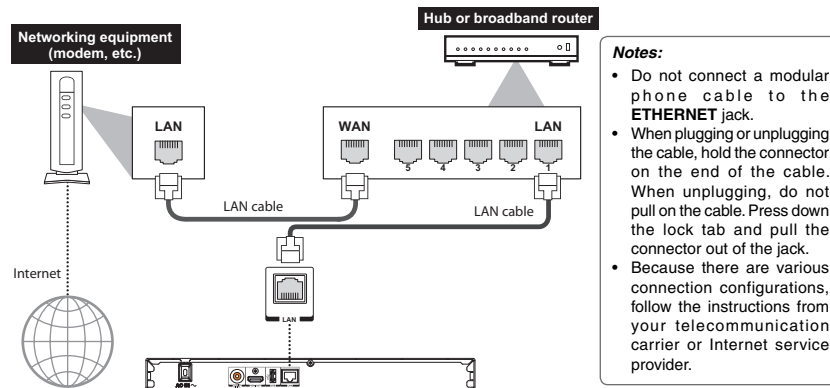 Hub or broadband router
Networking equipment
(modem, etc.)
LAN
WAN
LAN
5 4 3 2 1
LAN cable
LAN cable
Internet
LAN
AC IN
Notes:
• Do not connect a modular
phone cable to the
ETHERNET jack.
• When plugging or unplugging
the cable, hold the connector
on the end of the cable.
When unplugging, do not
pull on the cable. Press down
the lock tab and pull the
connector out of the jack.
• Because there are various
connection configurations,
follow the instructions from
your telecommunication
carrier or Internet service
provider.